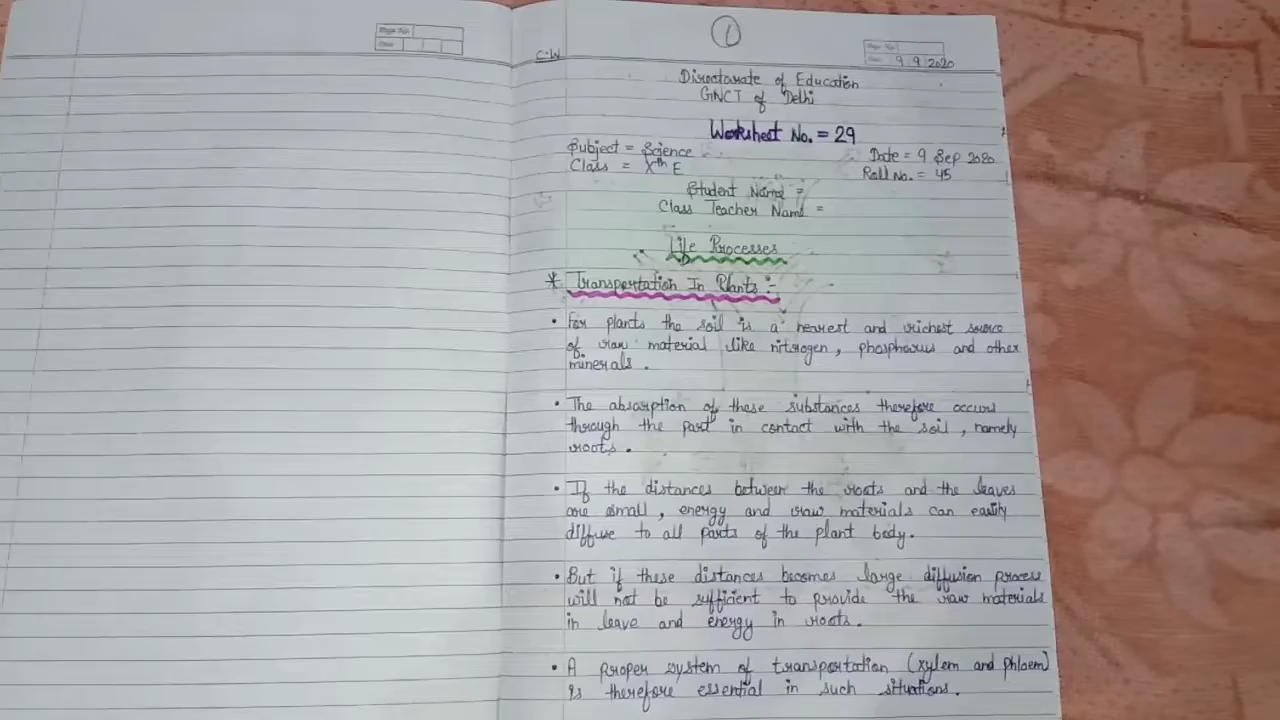 Page No.
Date
①
C.W
Page No.
Date 9 9 2020
Directorate of Education
GNCT of Delhi
Worksheet No. = 29
Subject = Science
Date = 9 Sep 2020
Class = Xth E
Roll No. = 45
Student Name =
Class Teacher Name =
Life Processes
* Transportation In Plants :-
• For plants the soil is a nearest and richest source
of raw material like nitrogen, phosphorus and other
minerals.
• The absorption of these substances therefore occurs
through the part in contact with the soil, namely
roots.
• If the distances between the roots and the leaves
are small, energy and raw materials can easily
diffuse to all parts of the plant body.
• But if these distances becomes large diffusion process
will not be sufficient to provide the raw materials
in leave and energy in roots.
• A proper system of transportation (xylem and phloem)
is therefore essential in such situations.